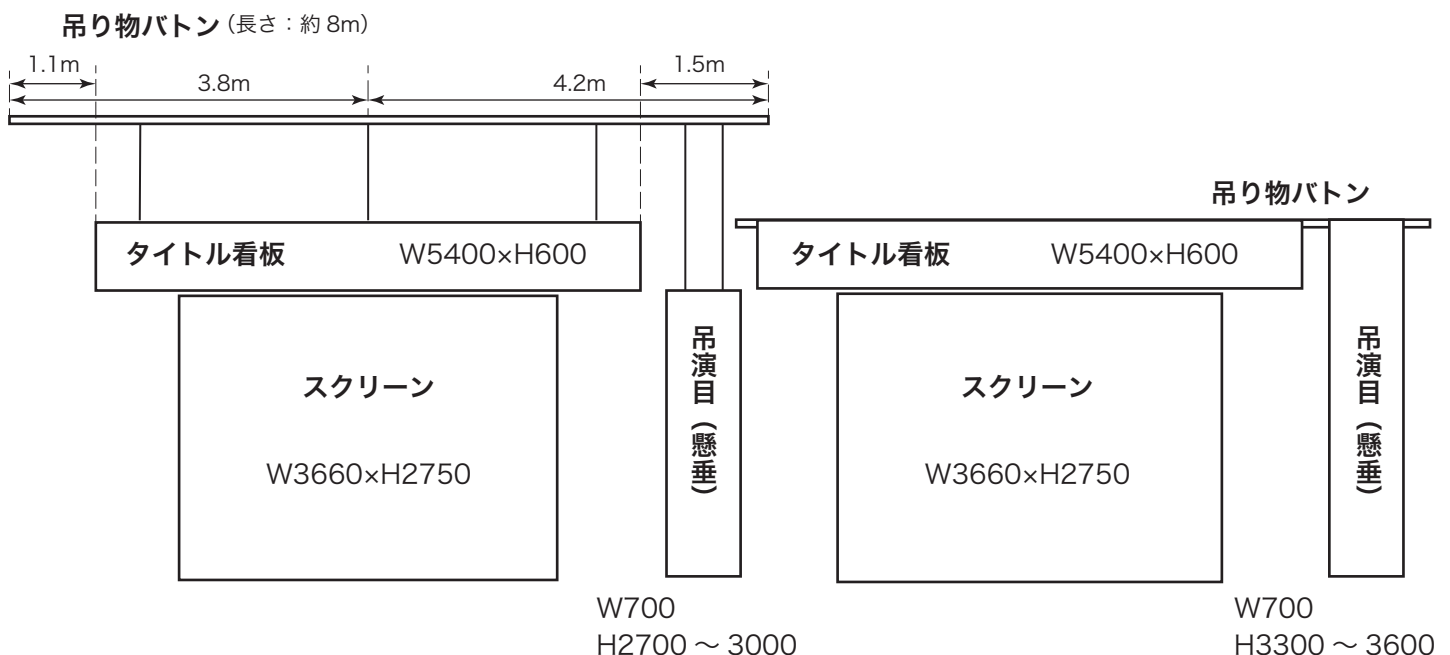 吊り物バトン（長さ：約 8m）
1.1m
3.8m
4.2m
1.5m
タイトル看板 W5400×H600
スクリーン
W3660×H2750
吊演目（懸垂）
W700
H2700 ～ 3000
吊り物バトン
タイトル看板 W5400×H600
スクリーン
W3660×H2750
吊演目（懸垂）
W700
H3300 ～ 3600